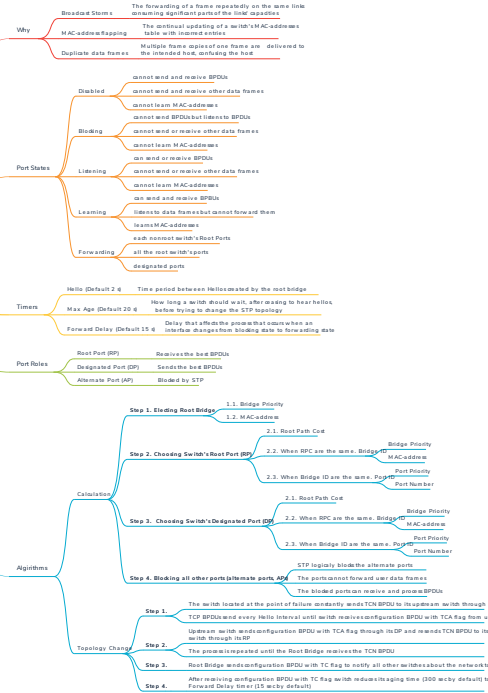 Why
Broadcast Storms
The forwarding of a frame repeatedly on the same links
consuming significant parts of the links' capacities
MAC-address flapping
The continual updating of a switch's MAC-addresses
table with incorrect entries
Duplicate data frames
Multiple frame copies of one frame are delivered to
the intended host, confusing the host
Port States
Disabled
cannot send and receive BPDUs
cannot send and receive other data frames
cannot learn MAC-addresses
Blocking
cannot send BPDUs but listens to BPDUs
cannot send or receive other data frames
cannot learn MAC-addresses
Listening
can send or receive BPDUs
cannot send or receive other data frames
cannot learn MAC-addresses
Learning
can send and receive BPBUs
listens to data frames but cannot forward them
learns MAC-addresses
Forwarding
each nonroot switch's Root Ports
all the root switch's ports
designated ports
Timers
Hello (Default 2 s)
Time period between Hellos created by the root bridge
Max Age (Default 20 s)
How long a switch should wait, after ceasing to hear hellos,
before trying to change the STP topology
Forward Delay (Default 15 s)
Delay that affects the process that occurs when an
interface changes from blocking state to forwarding state
Port Roles
Root Port (RP)
Receives the best BPDUs
Designated Port (DP)
Sends the best BPDUs
Alternate Port (AP)
Blocked by STP
Algirithms
Calculation
Step 1. Electing Root Bridge
1.1. Bridge Priority
1.2. MAC-address
Step 2. Choosing Switch's Root Port (RP)
2.1. Root Path Cost
2.2. When RPC are the same. Bridge ID
Bridge Priority
MAC-address
2.3. When Bridge ID are the same. Port ID
Port Priority
Port Number
Step 3. Choosing Switch's Designated Port (DP)
2.1. Root Path Cost
2.2. When RPC are the same. Bridge ID
Bridge Priority
MAC-address
2.3. When Bridge ID are the same. Port ID
Port Priority
Port Number
Step 4. Blocking all other ports (alternate ports, APs)
STP logicaly blocks the alternate ports
The ports cannot forward user data frames
The blocked ports can receive and process BPDUs
Topology Change
Step 1.
The switch located at the point of failure constantly sends TCN BPDU to its upstream switch through
TCP BPDU send every Hello Interval until switch receives configuration BPDU with TCA flag from
Step 2.
Upstream switch sends configuration BPDU with TCA flag through its DP and resends TCN BPDU to its
switch through its RP
The process is repeated until the Root Bridge receives the TCN BPDU
Step 3.
Root Bridge sends configuration BPDU with TC flag to notify all other switches about the network
Step 4.
After receiving configuration BPDU with TC flag switch reduces its aging time (300 sec by default) to
Forward Delay timer (15 sec by default)